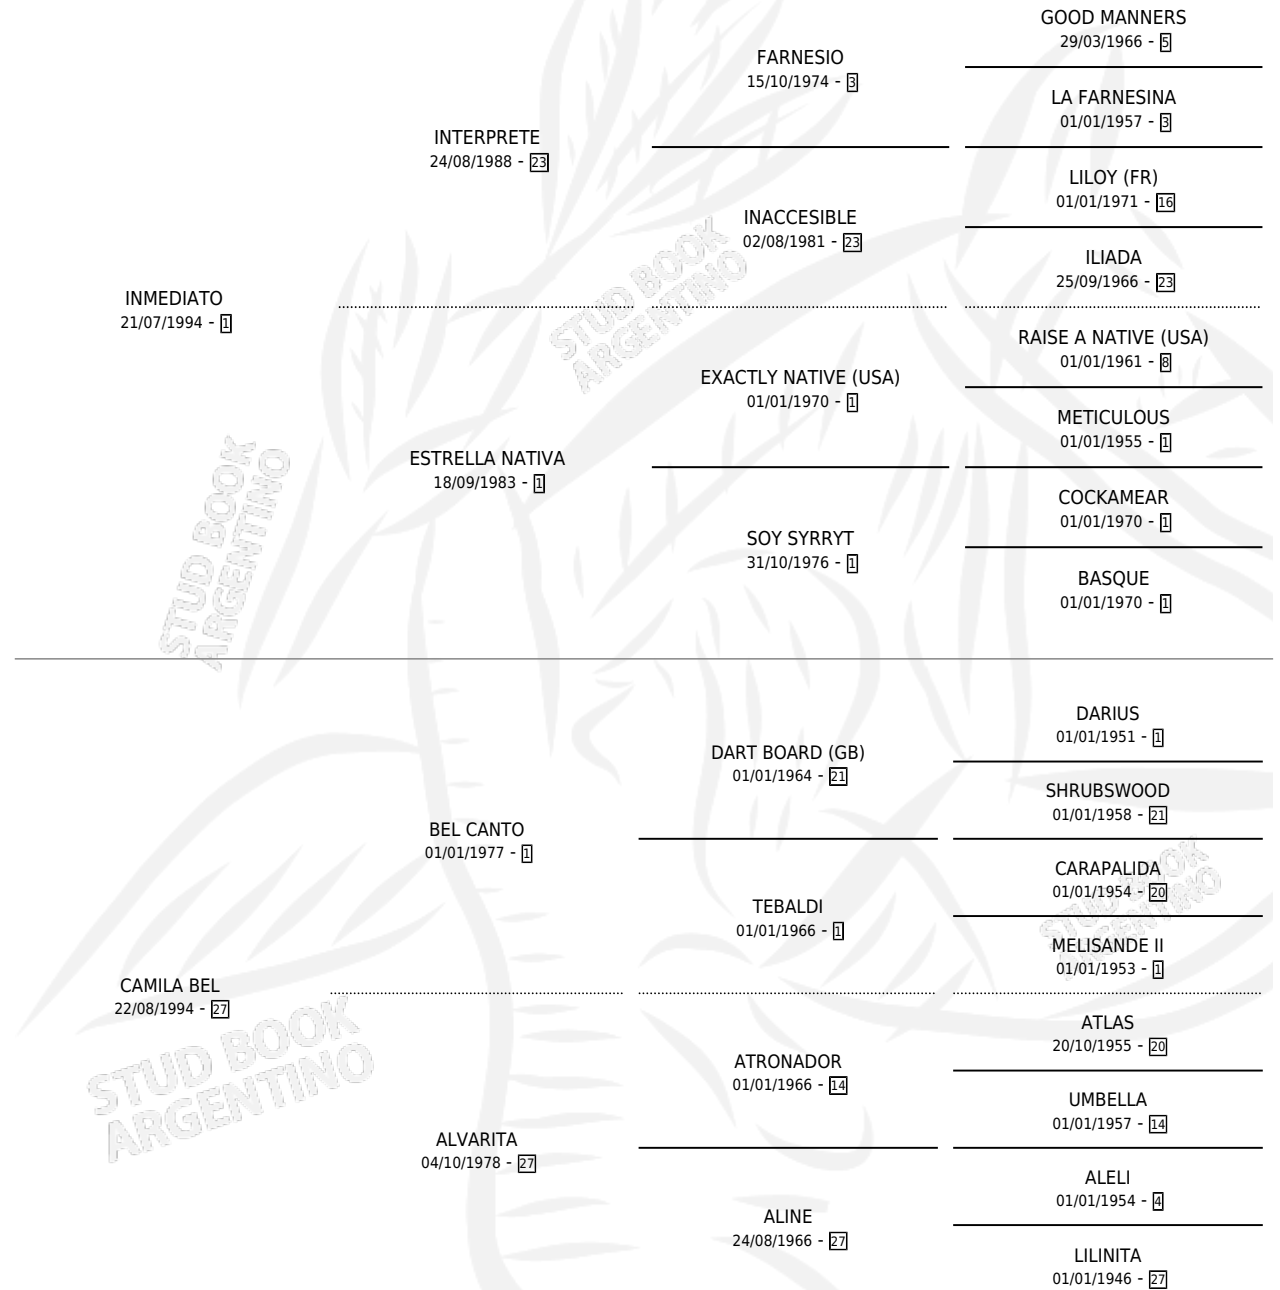 GOOD MANNERS
29/03/1966 - 5
FARNESIO
15/10/1974 - 3
LA FARNESINA
01/01/1957 - 3
INTERPRETE
24/08/1988 - 23
LILOY (FR)
01/01/1971 - 16
INACCESIBLE
02/08/1981 - 23
ILIADA
25/09/1966 - 23
INMEDIATO
21/07/1994 - 1
RAISE A NATIVE (USA)
01/01/1961 - 8
EXACTLY NATIVE (USA)
01/01/1970 - 1
METICULOUS
01/01/1955 - 1
ESTRELLA NATIVA
18/09/1983 - 1
COCKAMEAR
01/01/1970 - 1
SOY SYRRYT
31/10/1976 - 1
BASQUE
01/01/1970 - 1
STUD BOOK
ARGENTINO
STUD BOOK
ARGENTINO
DARIUS
01/01/1951 - 1
DART BOARD (GB)
01/01/1964 - 21
SHRUBSWOOD
01/01/1958 - 21
BEL CANTO
01/01/1977 - 1
CARAPALIDA
01/01/1954 - 20
TEBALDI
01/01/1966 - 1
MELISANDE II
01/01/1953 - 1
STUD BOOK
ARGENTINO
CAMILA BEL
22/08/1994 - 27
ATLAS
20/10/1955 - 20
ATRONADOR
01/01/1966 - 14
UMBELLA
01/01/1957 - 14
ALVARITA
04/10/1978 - 27
ALELI
01/01/1954 - 4
ALINE
24/08/1966 - 27
LILINITA
01/01/1946 - 27
STUD BOOK
ARGENTINO